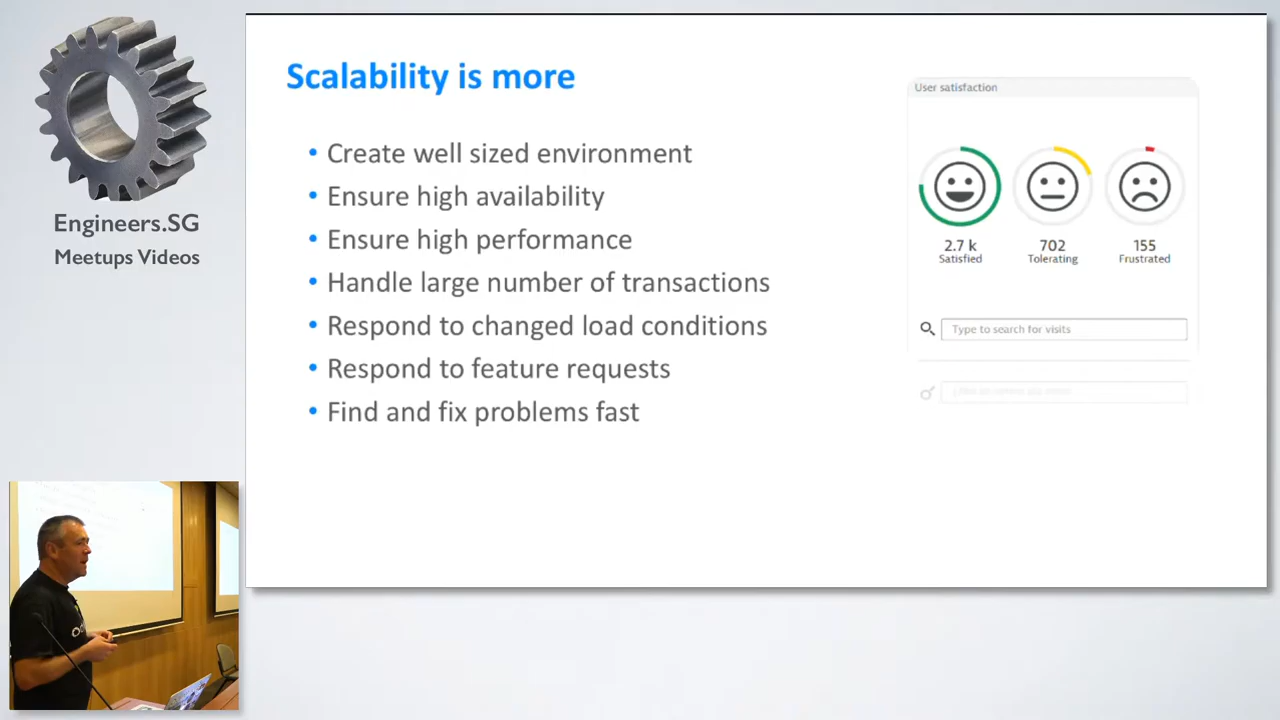 Engineers.SG
Meetups Videos
Scalability is more
• Create well sized environment
• Ensure high availability
• Ensure high performance
• Handle large number of transactions
• Respond to changed load conditions
• Respond to feature requests
• Find and fix problems fast
User satisfaction
2.7 k
Satisfied
702
Tolerating
155
Frustrated
Type to search for visits